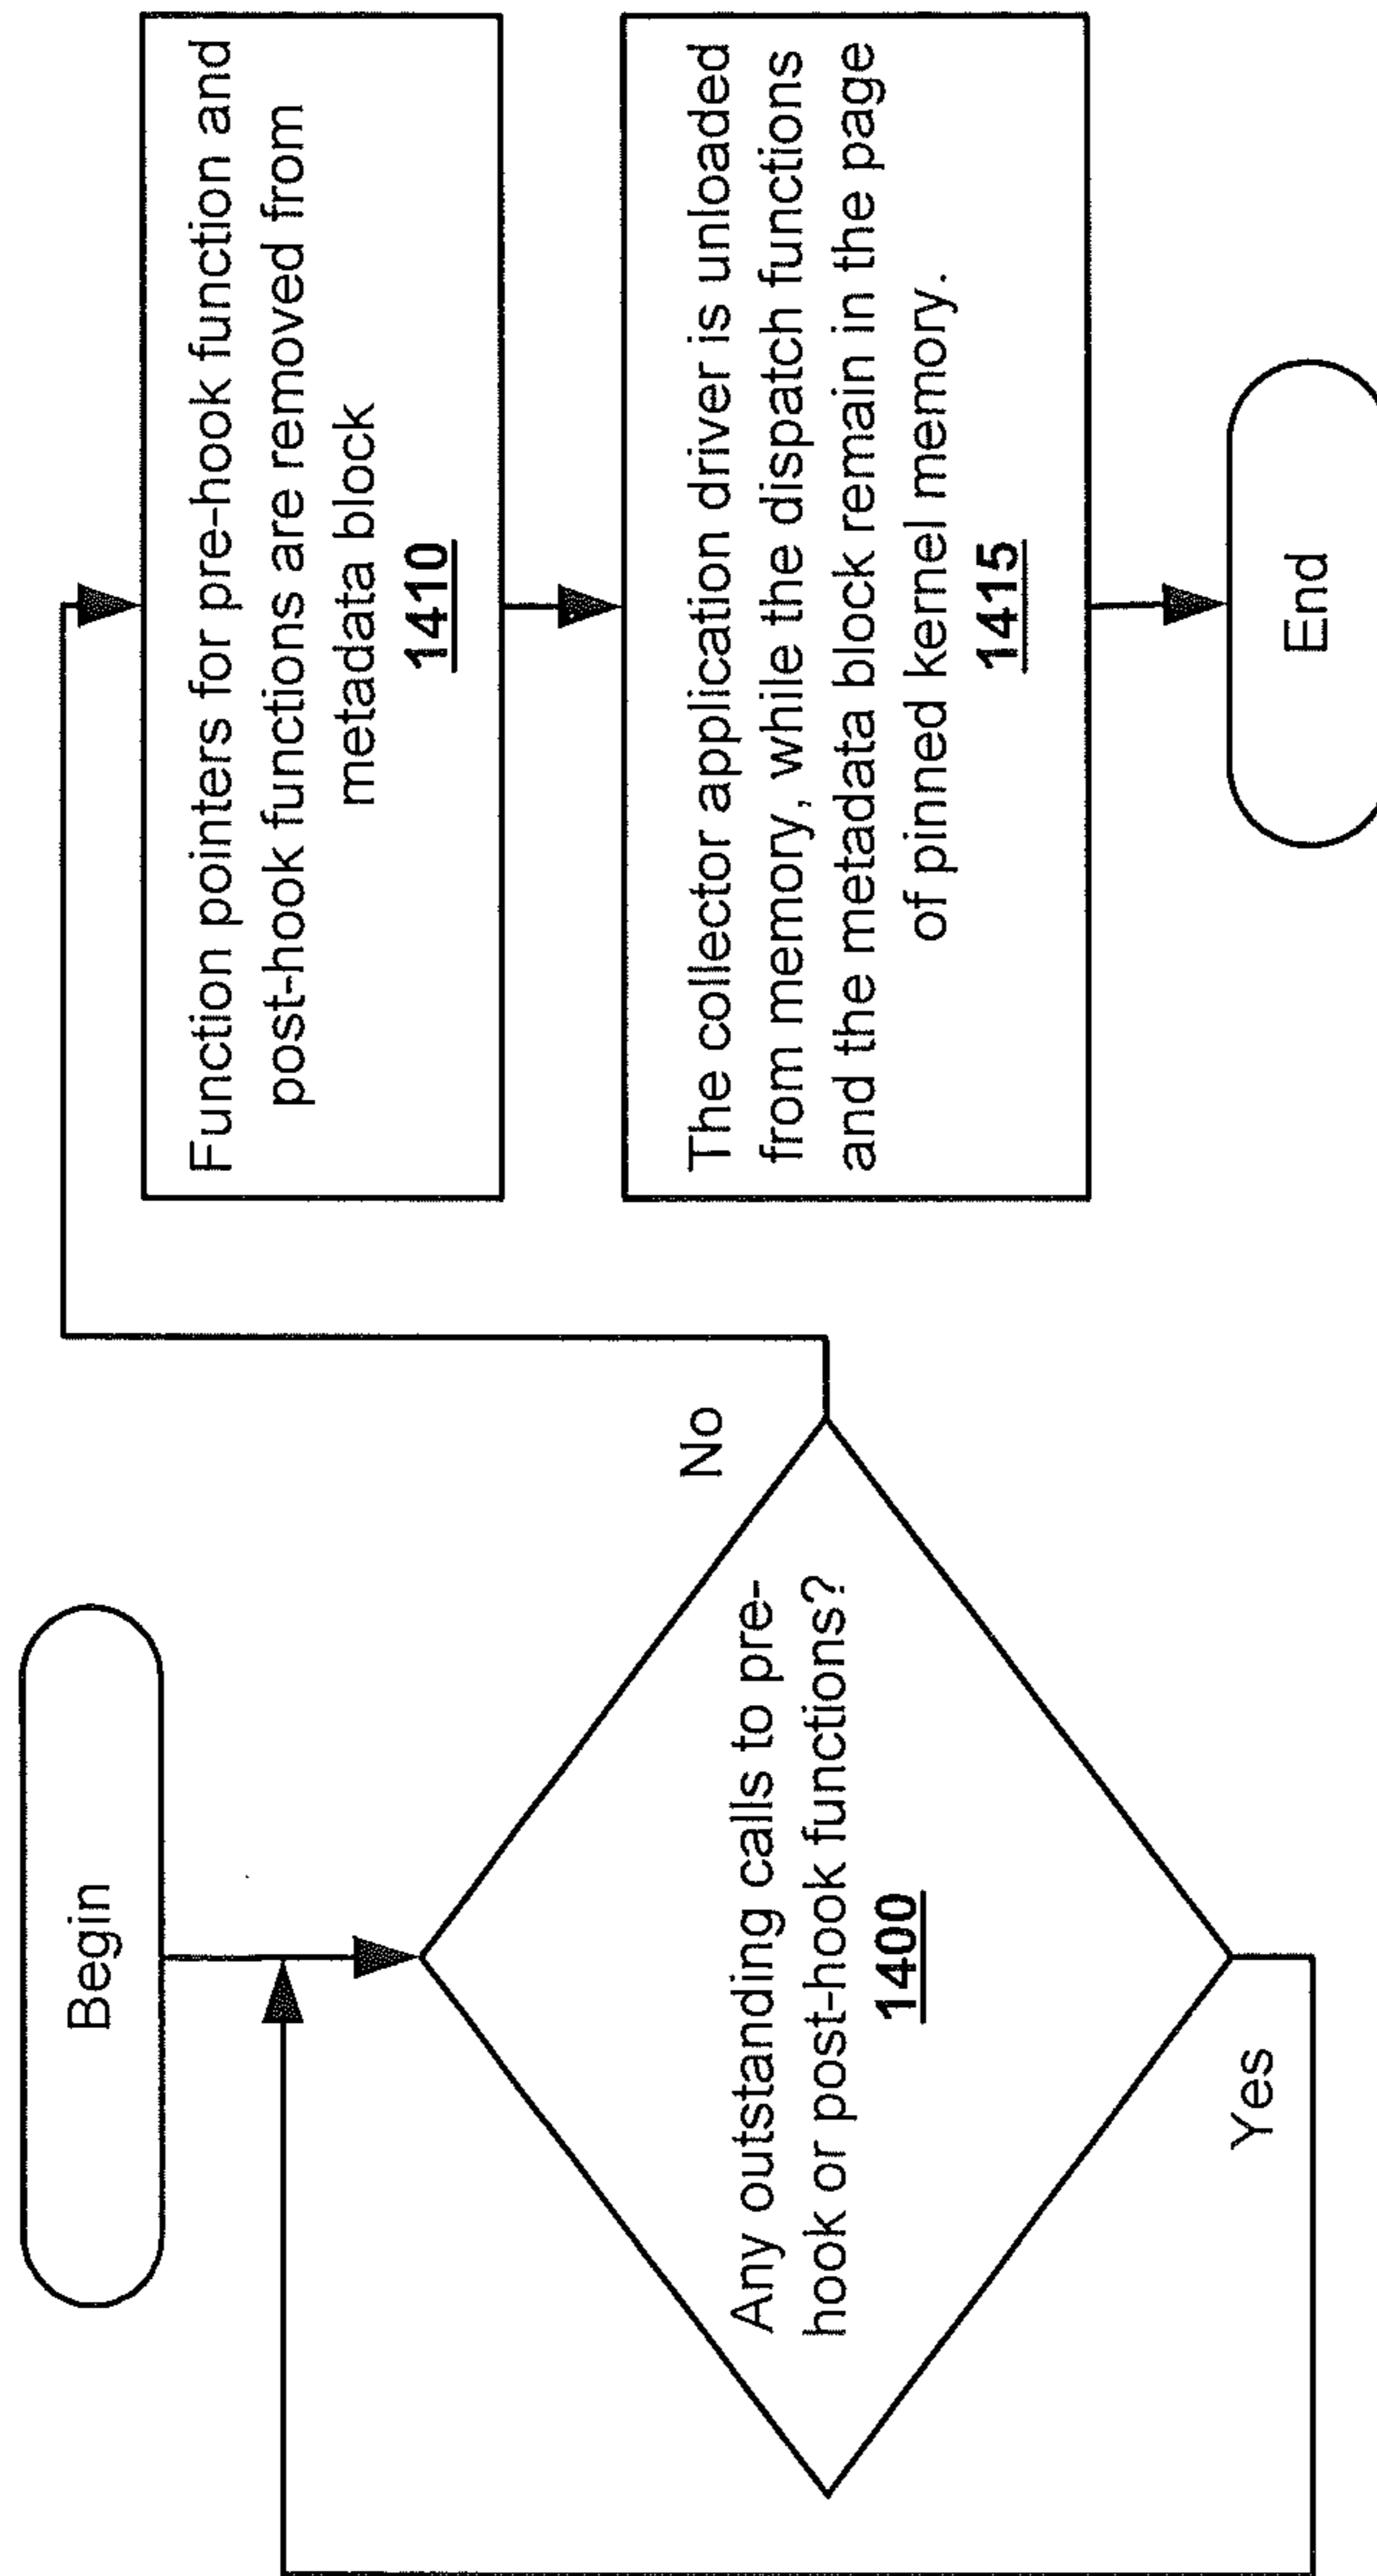 Begin
Any outstanding calls to pre-
hook or post-hook functions?
1400
Yes
No
Function pointers for pre-hook function and
post-hook functions are removed from
metadata block
1410
The collector application driver is unloaded
from memory, while the dispatch functions
and the metadata block remain in the page
of pinned kernel memory.
1415
End